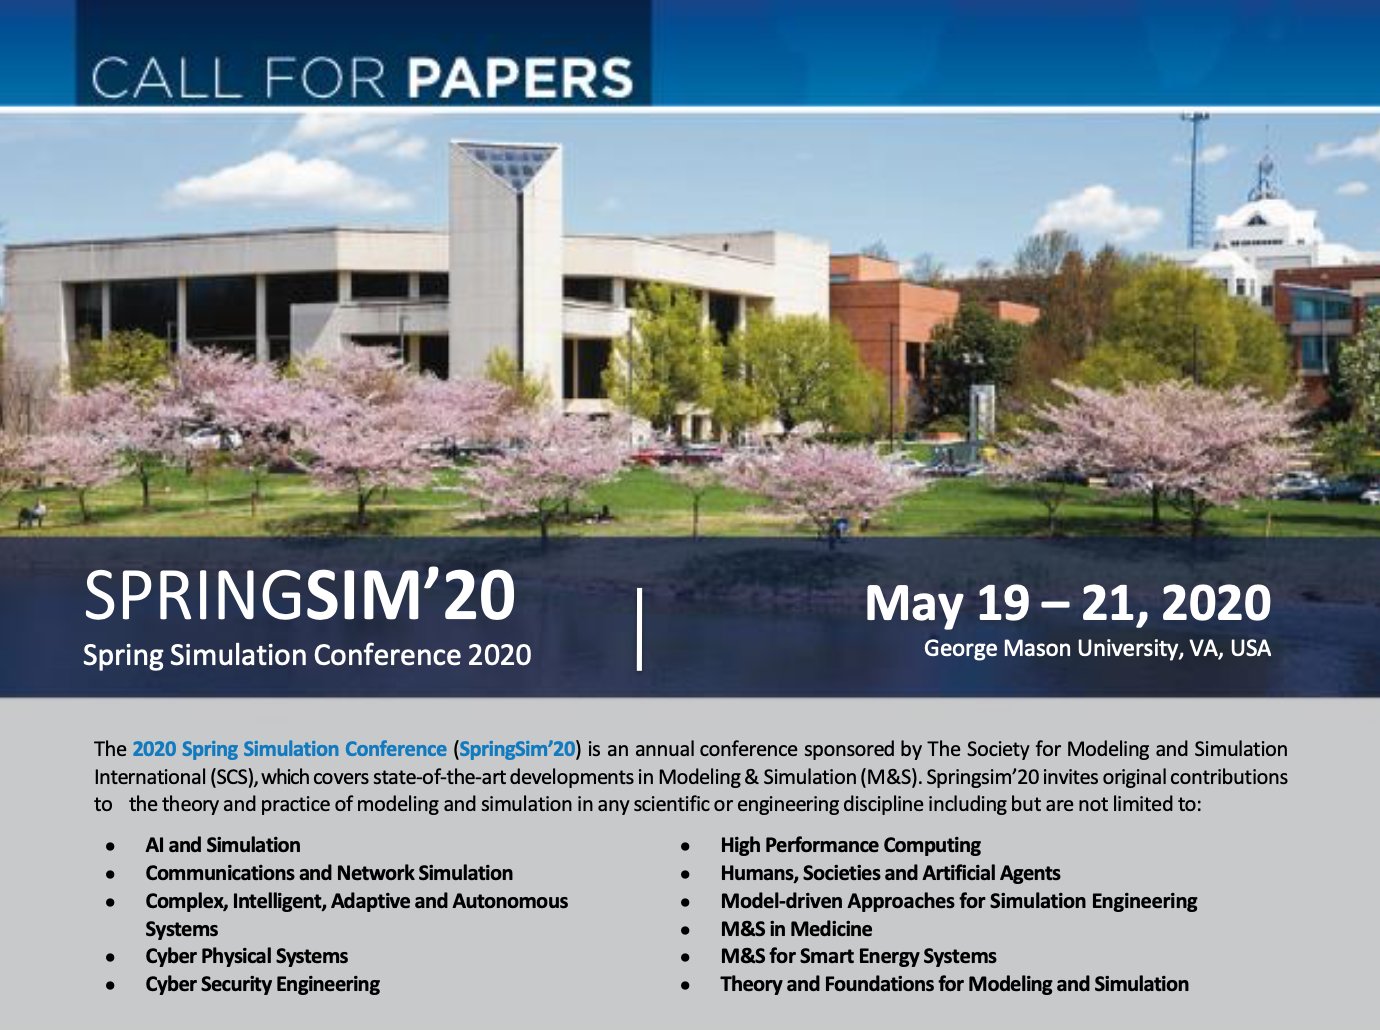 CALL FOR PAPERS
SPRINGSIM’20
Spring Simulation Conference 2020
May 19 – 21, 2020
George Mason University, VA, USA
The 2020 Spring Simulation Conference (SpringSim’20) is an annual conference sponsored by The Society for Modeling and Simulation
International (SCS), which covers state-of-the-art developments in Modeling & Simulation (M&S). Springsim’20 invites original contributions
to the theory and practice of modeling and simulation in any scientific or engineering discipline including but are not limited to:
• AI and Simulation
• Communications and Network Simulation
• Complex, Intelligent, Adaptive and Autonomous
Systems
• Cyber Physical Systems
• Cyber Security Engineering
• High Performance Computing
• Humans, Societies and Artificial Agents
• Model-driven Approaches for Simulation Engineering
• M&S in Medicine
• M&S for Smart Energy Systems
• Theory and Foundations for Modeling and Simulation